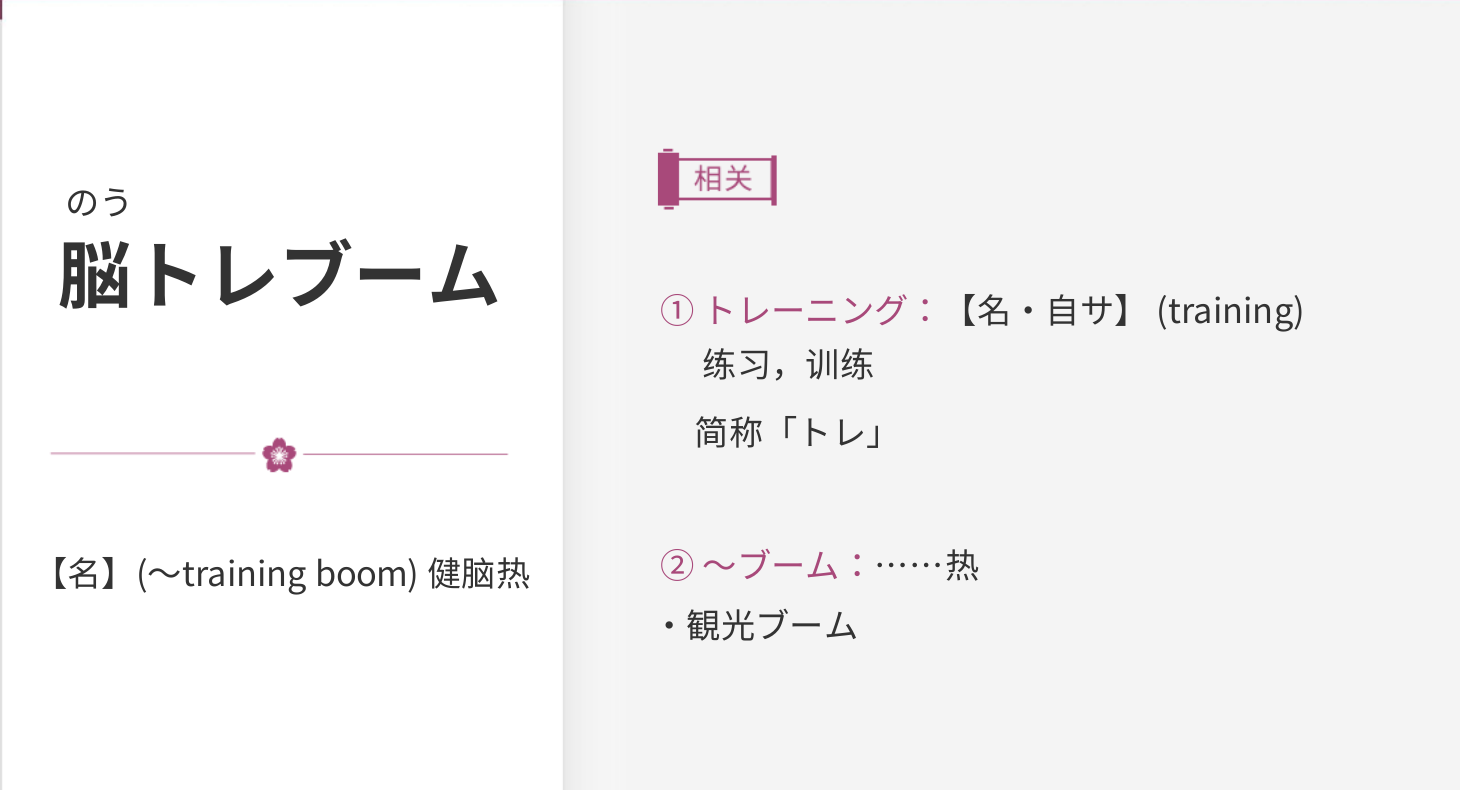 のう
脳トレブーム
【名】(～training boom) 健脑热
相关
① トレーニング：【名・自サ】 (training)
练习，训练
简称「トレ」
② ～ブーム：……热
・観光ブーム